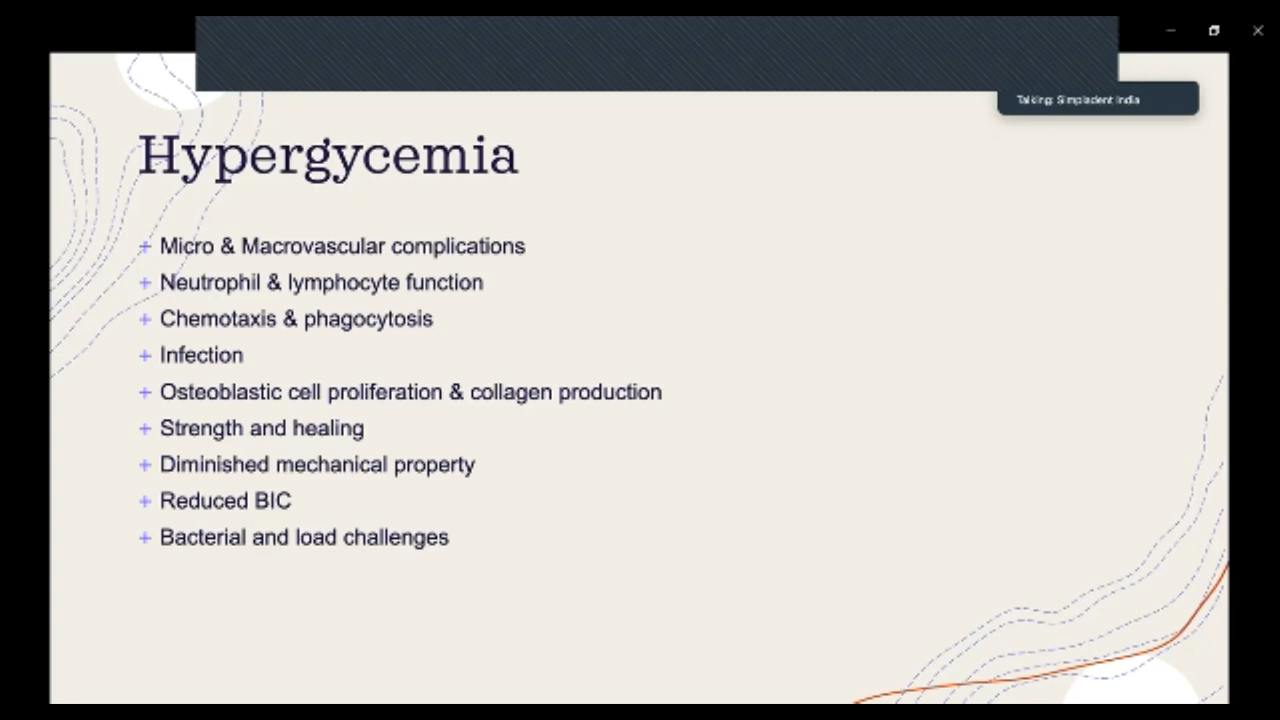 Talking: Simpladent India
Hypergycemia
+ Micro & Macrovascular complications
+ Neutrophil & lymphocyte function
+ Chemotaxis & phagocytosis
+ Infection
+ Osteoblastic cell proliferation & collagen production
+ Strength and healing
+ Diminished mechanical property
+ Reduced BIC
+ Bacterial and load challenges